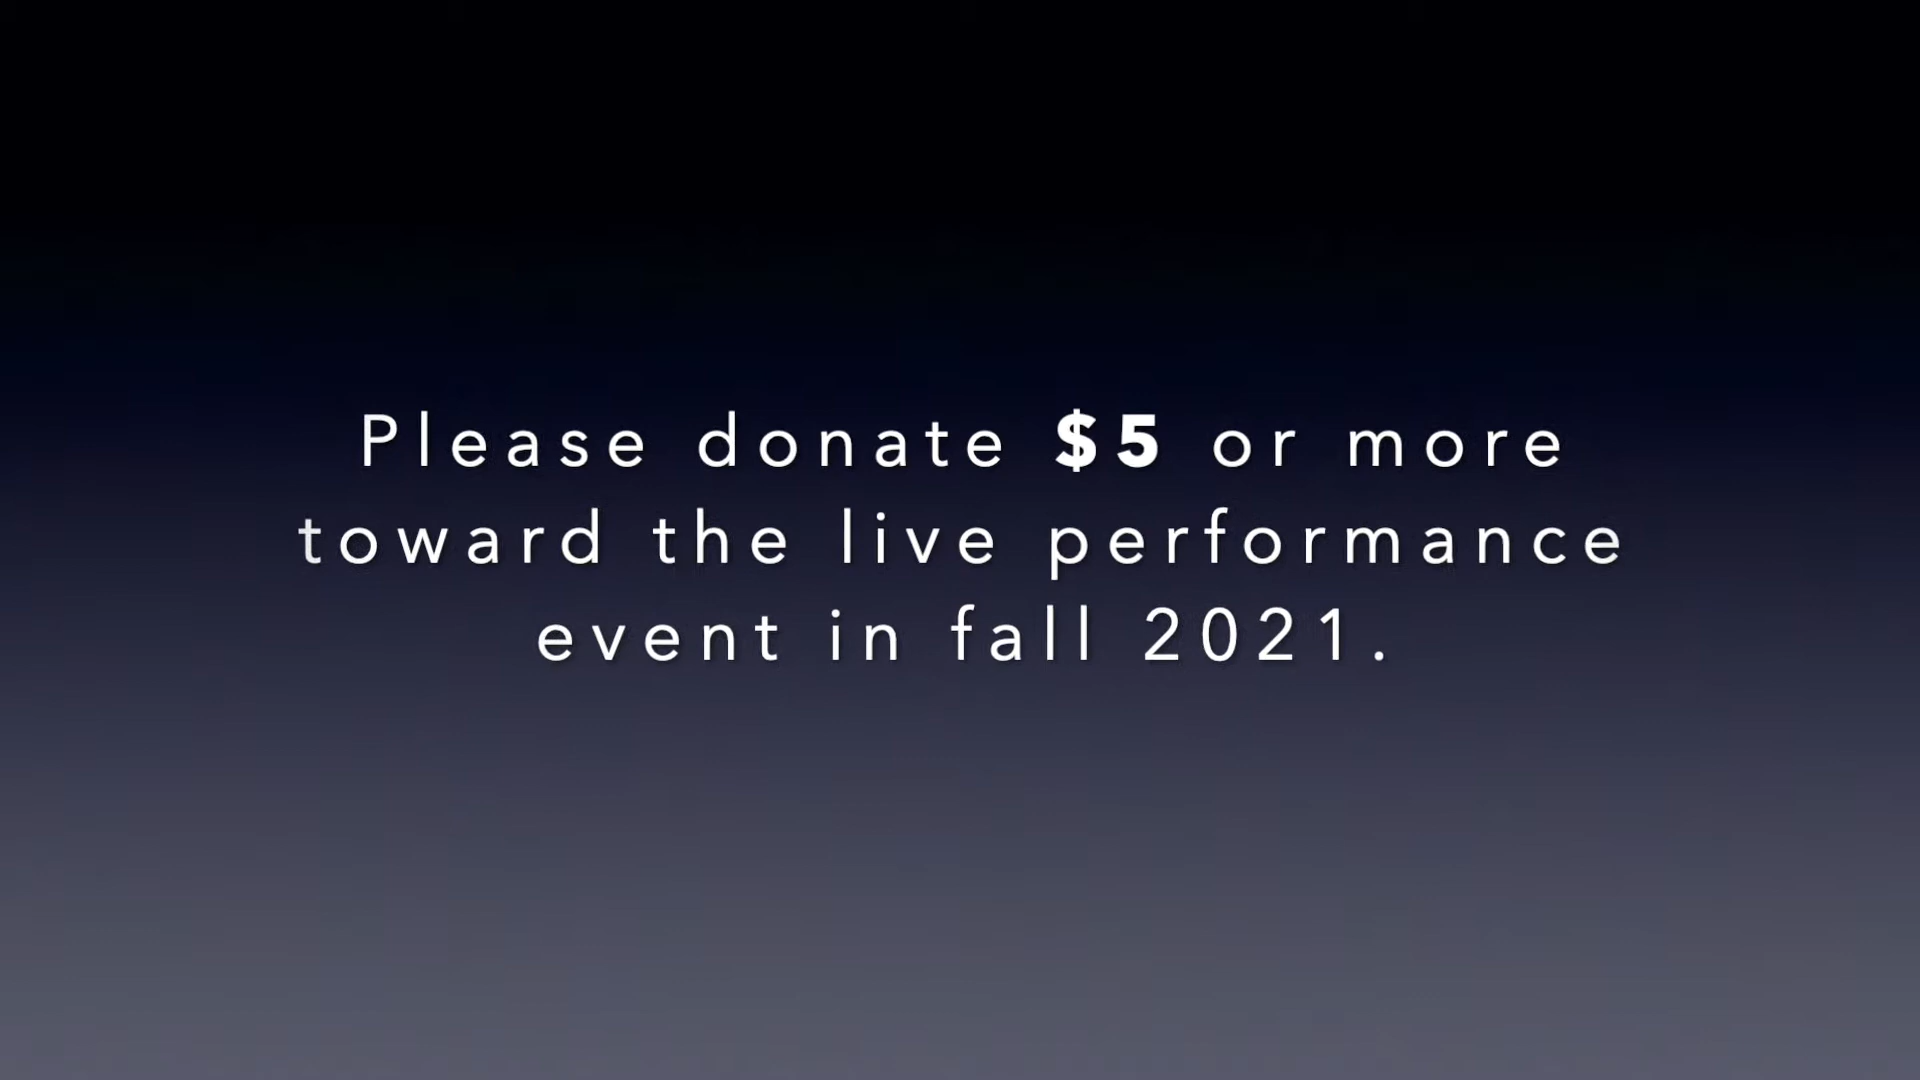 Please donate $5 or more
toward the live performance
event in fall 2021.